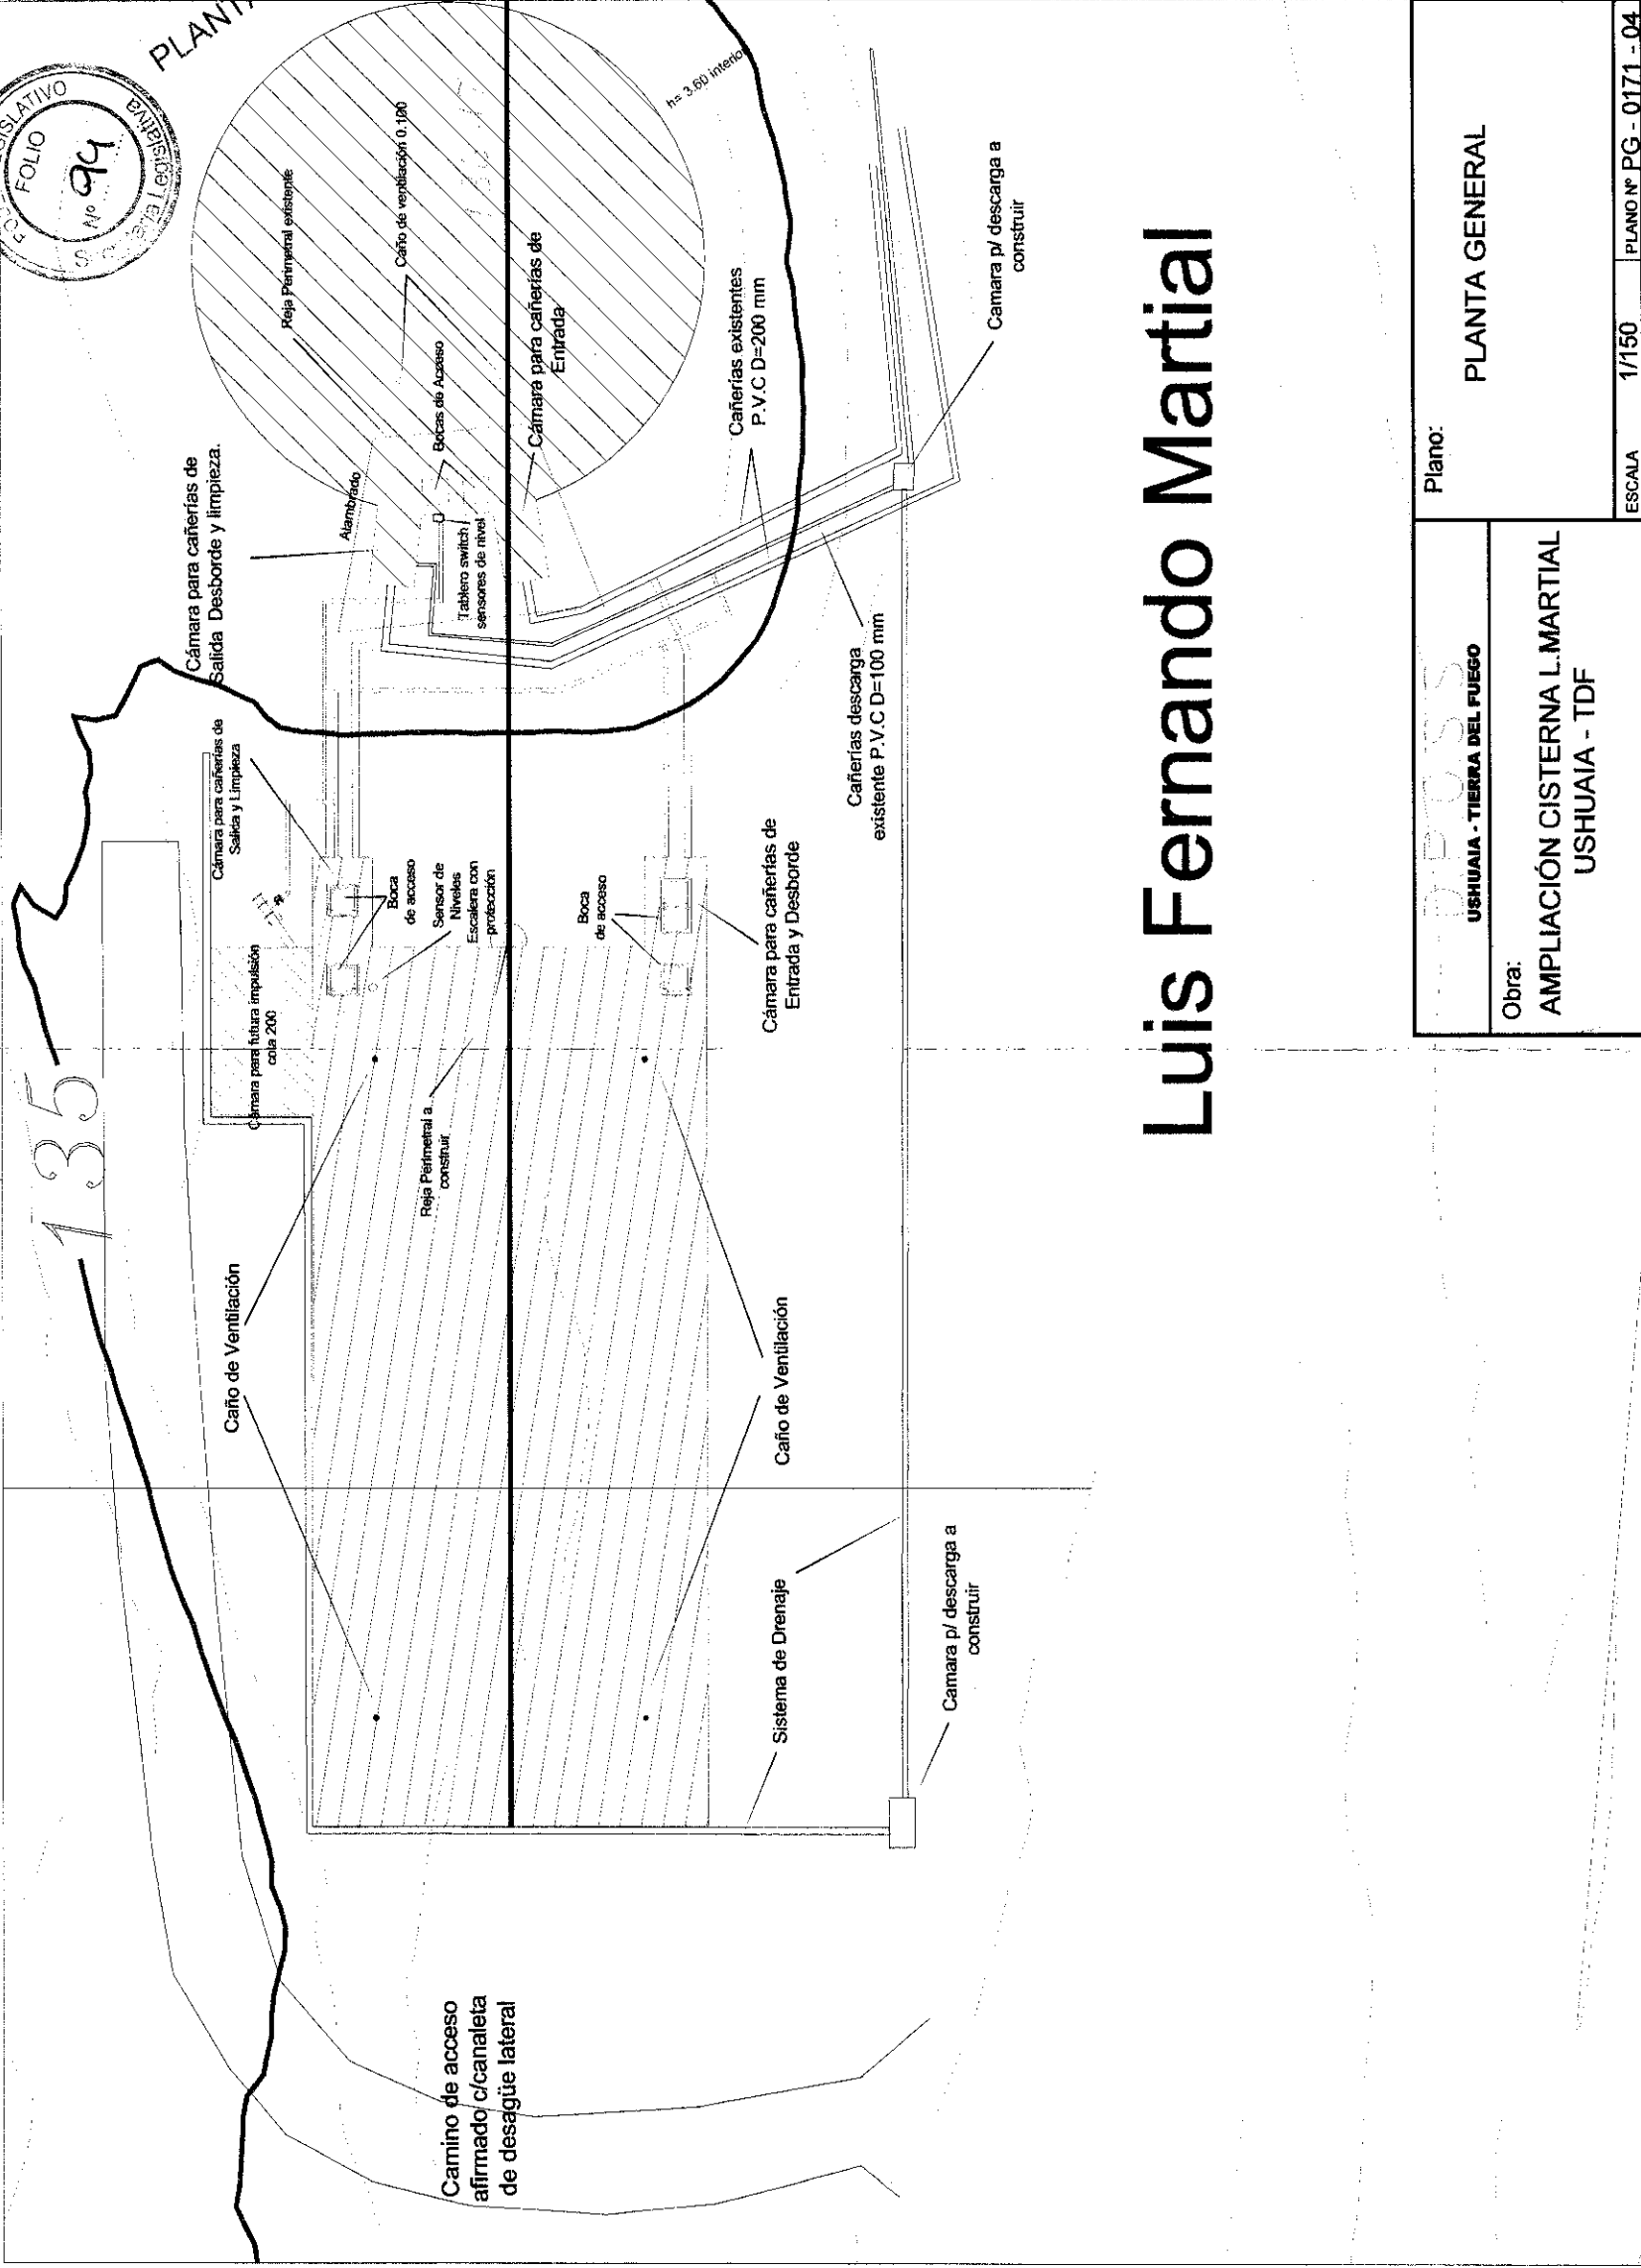 PLANTA
FOLIO
Nº 94
Legislativa
135
h= 3.60 interior
Reja Perimetral existente
Caño de ventilación 0.100
Bocas de Acceso
Cámara para cañerías de
Entrada
Cámara para cañerías de
Salida Desborde y limpieza.
Alambrado
Tablero switch
sensores de nivel
Cañerías existentes
P.V.C D=200 mm
Camara p/ descarga a
construir
Cañerías descarga
existente P.V.C D=100 mm
Cámara para cañerías de
Salida y Limpieza
Boca
de acceso
Sensor de
Niveles
Escalera con
protección
Boca
de acceso
Cámara para cañerías de
Entrada y Desborde
Cámara para futura impulsión
cota 200
Reja Perimetral a
construir
Caño de Ventilación
Caño de Ventilación
Sistema de Drenaje
Camara p/ descarga a
construir
Camino de acceso
afirmado c/canaleta
de desagüe lateral
Luis Fernando Martial
DPOSS
USHUAIA - TIERRA DEL FUEGO
Obra:
AMPLIACIÓN CISTERNA L.MARTIAL
USHUAIA - TDF
Plano:
PLANTA GENERAL
ESCALA 1/150
PLANO Nº PG - 0171 - 04